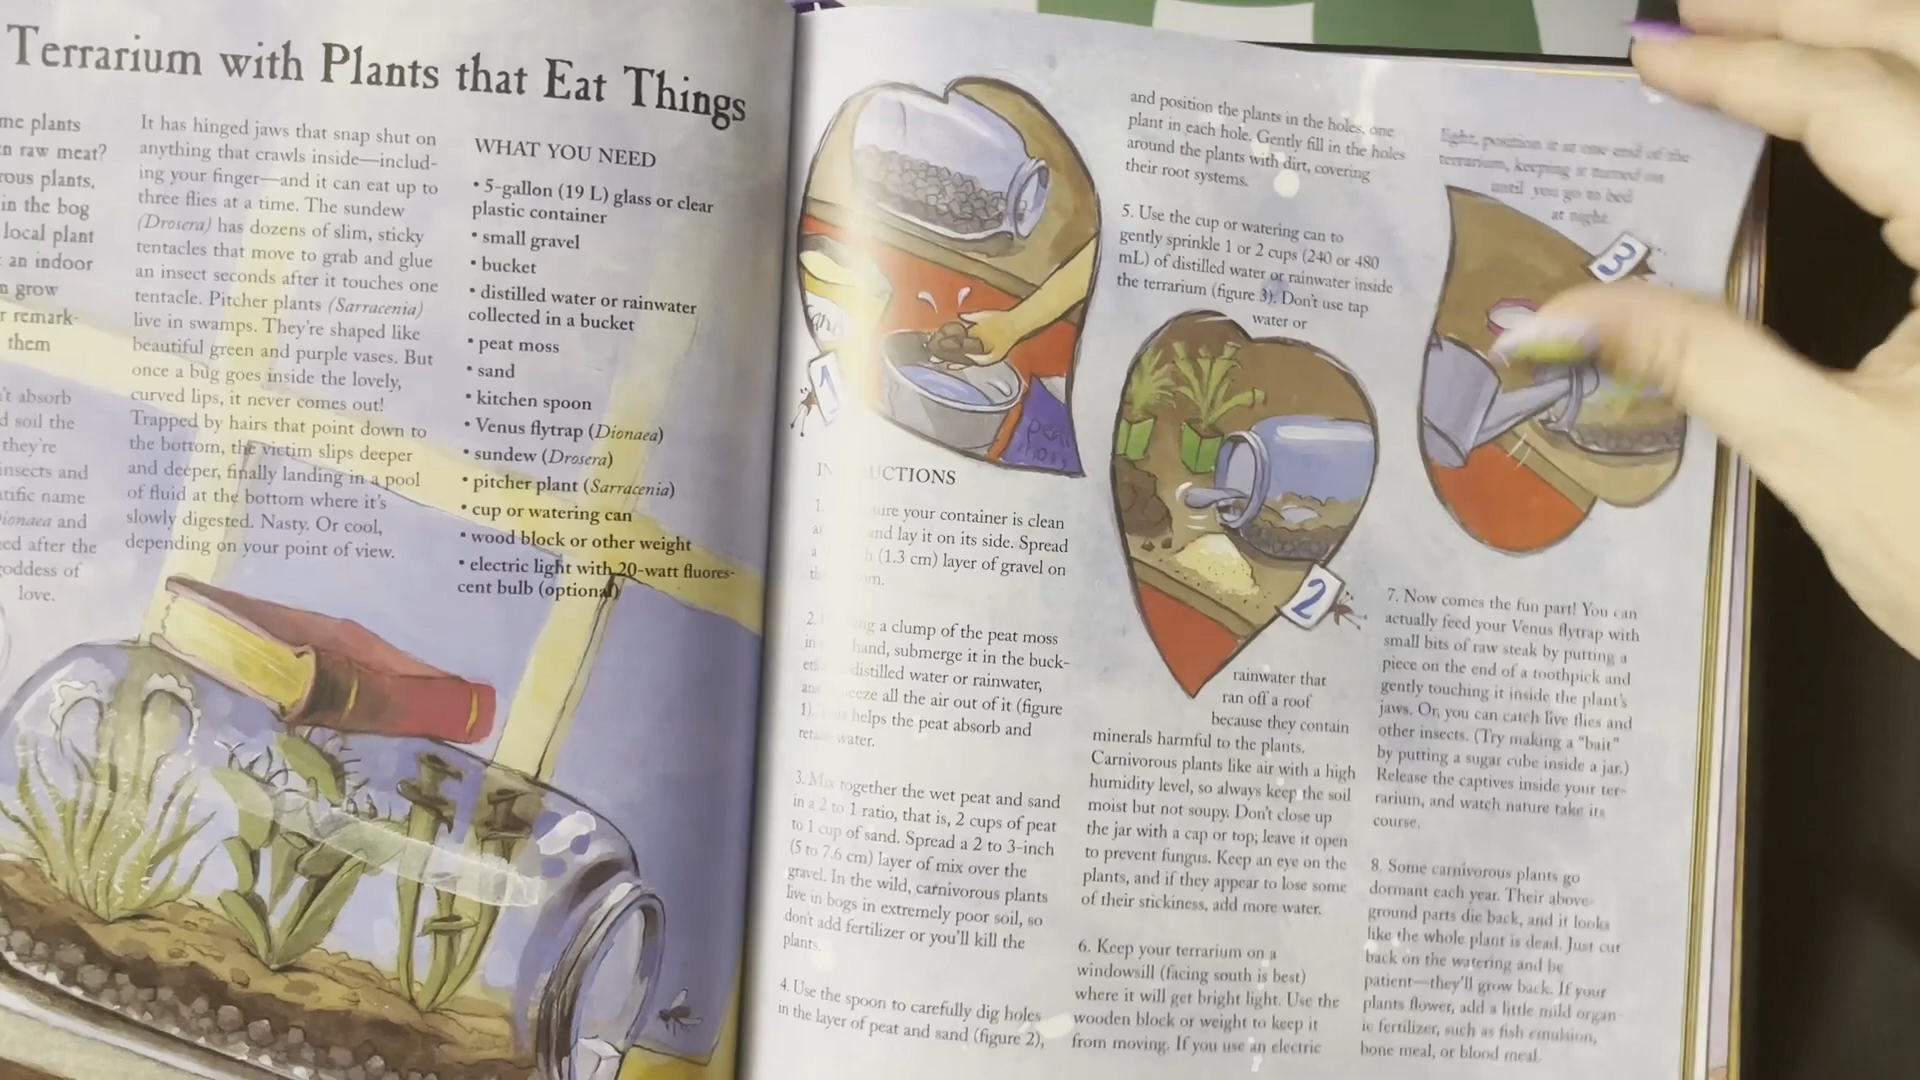 Terrarium with Plants that Eat Things
me plants
n raw meat?
rous plants,
in the bog
local plant
an indoor
n grow
r remark-
them
't absorb
d soil the
they're
insects and
tific name
Dionaea and
ed after the
oddess of
love.
It has hinged jaws that snap shut on
anything that crawls inside—includ-
ing your finger—and it can eat up to
three flies at a time. The sundew
(Drosera) has dozens of slim, sticky
tentacles that move to grab and glue
an insect seconds after it touches one
tentacle. Pitcher plants (Sarracenia)
live in swamps. They're shaped like
beautiful green and purple vases. But
once a bug goes inside the lovely,
curved lips, it never comes out!
Trapped by hairs that point down to
the bottom, the victim slips deeper
and deeper, finally landing in a pool
of fluid at the bottom where it's
slowly digested. Nasty. Or cool,
depending on your point of view.
WHAT YOU NEED
• 5-gallon (19 L) glass or clear
plastic container
• small gravel
• bucket
• distilled water or rainwater
collected in a bucket
• peat moss
• sand
• kitchen spoon
• Venus flytrap (Dionaea)
• sundew (Drosera)
• pitcher plant (Sarracenia)
• cup or watering can
• wood block or other weight
• electric light with 20-watt fluores-
cent bulb (optional)
and
1
peat
moss
IN UCTIONS
1. ure your container is clean
and lay it on its side. Spread
a (1.3 cm) layer of gravel on
2. a clump of the peat moss
in hand, submerge it in the buck-
distilled water or rainwater,
all the air out of it (figure
1). helps the peat absorb and
water.
3. Mix together the wet peat and sand
in a 2 to 1 ratio, that is, 2 cups of peat
to 1 cup of sand. Spread a 2 to 3-inch
(5 to 7.6 cm) layer of mix over the
gravel. In the wild, carnivorous plants
live in bogs in extremely poor soil, so
don't add fertilizer or you'll kill the
plants.
4. Use the spoon to carefully dig holes
in the layer of peat and sand (figure 2),
and position the plants in the holes, one
plant in each hole. Gently fill in the holes
around the plants with dirt, covering
their root systems.
5. Use the cup or watering can to
gently sprinkle 1 or 2 cups (240 or 480
mL) of distilled water or rainwater inside
the terrarium (figure 3). Don't use tap
water or
2
rainwater that
ran off a roof
because they contain
minerals harmful to the plants.
Carnivorous plants like air with a high
humidity level, so always keep the soil
moist but not soupy. Don't close up
the jar with a cap or top; leave it open
to prevent fungus. Keep an eye on the
plants, and if they appear to lose some
of their stickiness, add more water.
6. Keep your terrarium on a
windowsill (facing south is best)
where it will get bright light. Use the
wooden block or weight to keep it
from moving. If you use an electric
light, position it at one end of the
terrarium, keeping it turned on
until you go to bed
at night.
3
7. Now comes the fun part! You can
actually feed your Venus flytrap with
small bits of raw steak by putting a
piece on the end of a toothpick and
gently touching it inside the plant's
jaws. Or, you can catch live flies and
other insects. (Try making a "bait"
by putting a sugar cube inside a jar.)
Release the captives inside your ter-
rarium, and watch nature take its
course.
8. Some carnivorous plants go
dormant each year. Their above-
ground parts die back, and it looks
like the whole plant is dead. Just cut
back on the watering and be
patient—they'll grow back. If your
plants flower, add a little mild organ-
ic fertilizer, such as fish emulsion,
bone meal, or blood meal.